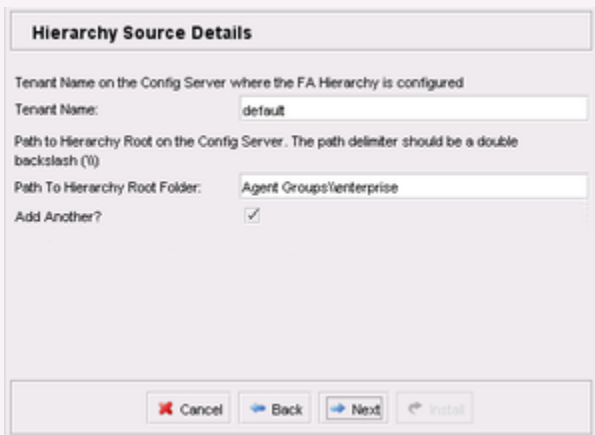 Hierarchy Source Details
Tenant Name on the Config Server where the FA Hierarchy is configured
Tenant Name:
default
Path to Hierarchy Root on the Config Server. The path delimiter should be a double
backslash (\\)
Path To Hierarchy Root Folder:
Agent Groups\\enterprise
Add Another?
Cancel
Back
Next
Install